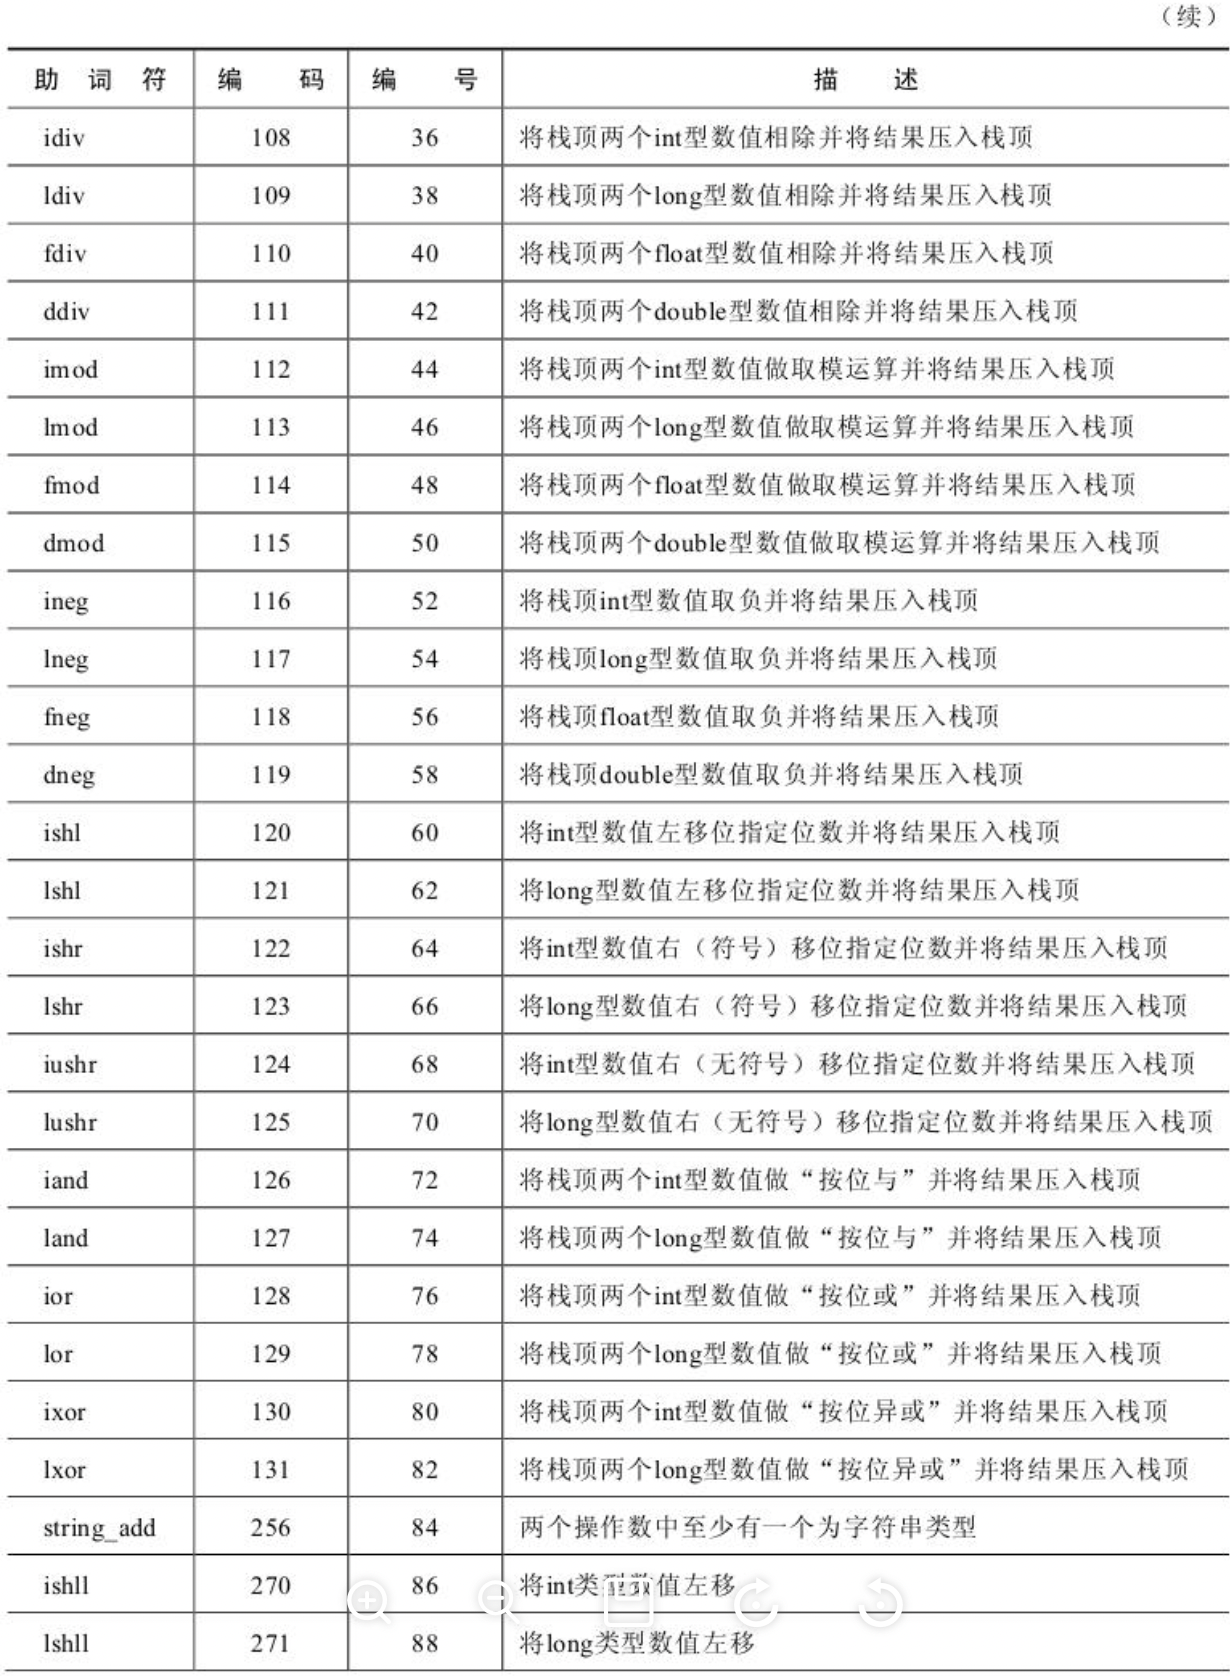 （续）
助 词 符 编 码 编 号 描 述
idiv 108 36 将栈顶两个int型数值相除并将结果压入栈顶
ldiv 109 38 将栈顶两个long型数值相除并将结果压入栈顶
fdiv 110 40 将栈顶两个float型数值相除并将结果压入栈顶
ddiv 111 42 将栈顶两个double型数值相除并将结果压入栈顶
imod 112 44 将栈顶两个int型数值做取模运算并将结果压入栈顶
lmod 113 46 将栈顶两个long型数值做取模运算并将结果压入栈顶
fmod 114 48 将栈顶两个float型数值做取模运算并将结果压入栈顶
dmod 115 50 将栈顶两个double型数值做取模运算并将结果压入栈顶
ineg 116 52 将栈顶int型数值取负并将结果压入栈顶
lneg 117 54 将栈顶long型数值取负并将结果压入栈顶
fneg 118 56 将栈顶float型数值取负并将结果压入栈顶
dneg 119 58 将栈顶double型数值取负并将结果压入栈顶
ishl 120 60 将int型数值左移位指定位数并将结果压入栈顶
lshl 121 62 将long型数值左移位指定位数并将结果压入栈顶
ishr 122 64 将int型数值右（符号）移位指定位数并将结果压入栈顶
lshr 123 66 将long型数值右（符号）移位指定位数并将结果压入栈顶
iushr 124 68 将int型数值右（无符号）移位指定位数并将结果压入栈顶
lushr 125 70 将long型数值右（无符号）移位指定位数并将结果压入栈顶
iand 126 72 将栈顶两个int型数值做“按位与”并将结果压入栈顶
land 127 74 将栈顶两个long型数值做“按位与”并将结果压入栈顶
ior 128 76 将栈顶两个int型数值做“按位或”并将结果压入栈顶
lor 129 78 将栈顶两个long型数值做“按位或”并将结果压入栈顶
ixor 130 80 将栈顶两个int型数值做“按位异或”并将结果压入栈顶
lxor 131 82 将栈顶两个long型数值做“按位异或”并将结果压入栈顶
string_add 256 84 两个操作数中至少有一个为字符串类型
ishll 270 86 将int类型数值左移
lshll 271 88 将long类型数值左移